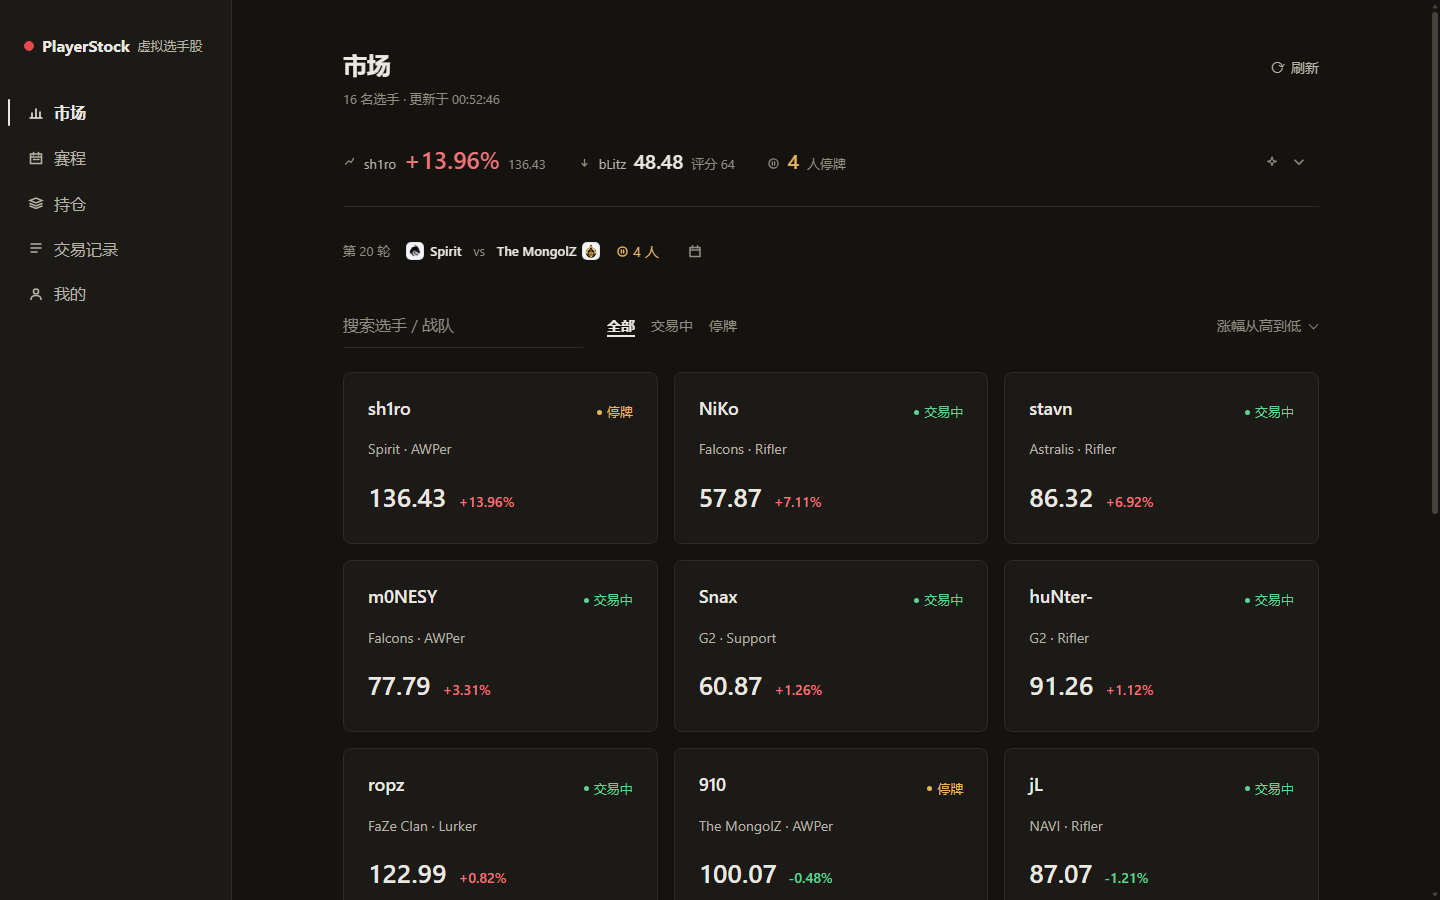 PlayerStock 虚拟选手股
市场
赛程
持仓
交易记录
我的
市场
刷新
16 名选手 · 更新于 00:52:46
sh1ro +13.96% 136.43 bLitz 48.48 评分 64 4 人停牌
第 20 轮 Spirit vs The MongolZ 4 人
搜索选手 / 战队 全部 交易中 停牌 涨幅从高到低
sh1ro 停牌
Spirit · AWPer
136.43 +13.96%
NiKo 交易中
Falcons · Rifler
57.87 +7.11%
stavn 交易中
Astralis · Rifler
86.32 +6.92%
m0NESY 交易中
Falcons · AWPer
77.79 +3.31%
Snax 交易中
G2 · Support
60.87 +1.26%
huNter- 交易中
G2 · Rifler
91.26 +1.12%
ropz 交易中
FaZe Clan · Lurker
122.99 +0.82%
910 停牌
The MongolZ · AWPer
100.07 -0.48%
jL 交易中
NAVI · Rifler
87.07 -1.21%